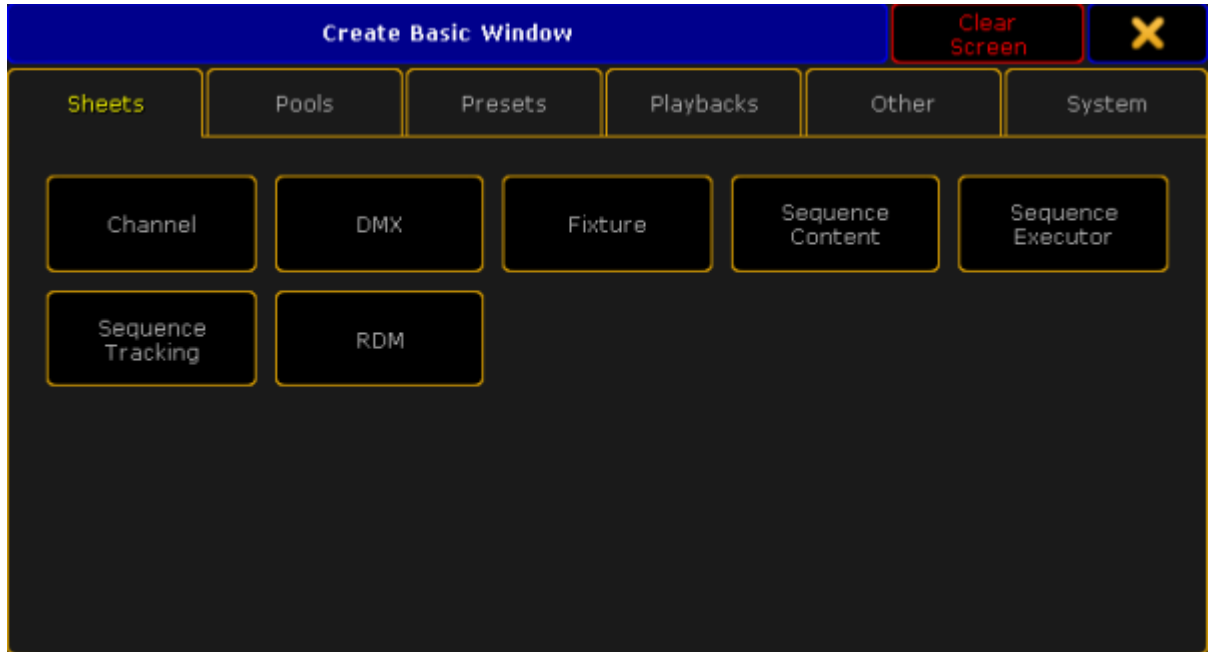 Create Basic Window
Clear
Screen
Sheets
Pools
Presets
Playbacks
Other
System
Channel
DMX
Fixture
Sequence
Content
Sequence
Executor
Sequence
Tracking
RDM